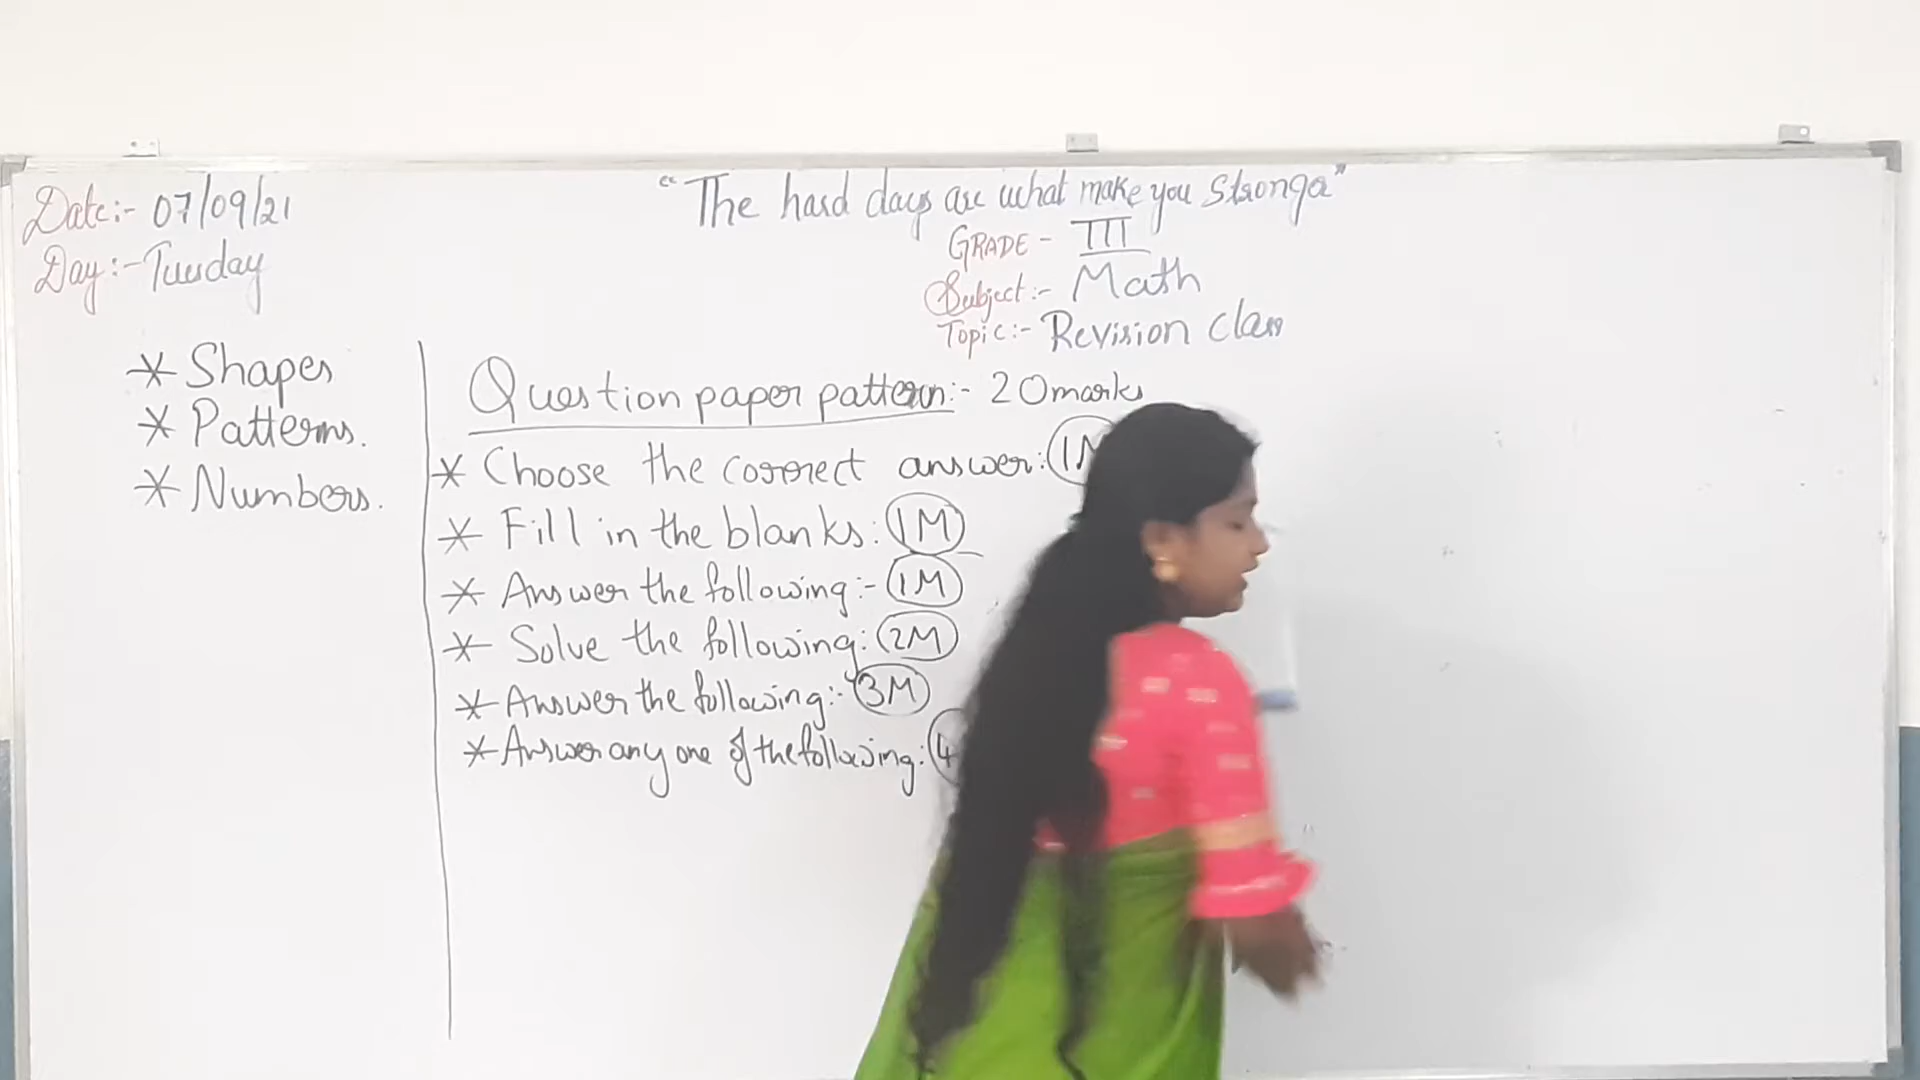 Date:- 07/09/21
Day:- Tuesday
"The hard days are what make you Stronger"
GRADE - III
Subject:- Math
Topic:- Revision Class
* Shapes
* Patterns.
* Numbers.
Question paper pattern:- 20marks
* Choose the correct answer: 1M
* Fill in the blanks: 1M
* Answer the following:- 1M
* Solve the following: 2M
* Answer the following:- 3M
* Answer any one of the following: 4